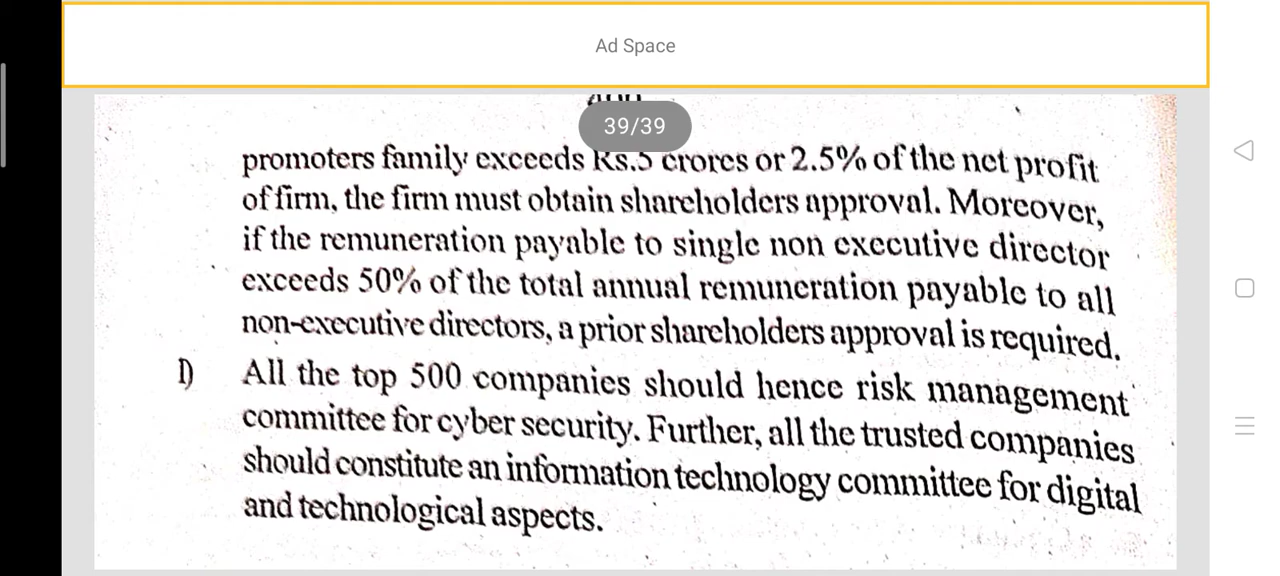 Ad Space
39/39
promoters family exceeds Rs.5 crores or 2.5% of the net profit
of firm, the firm must obtain shareholders approval. Moreover,
if the remuneration payable to single non executive director
exceeds 50% of the total annual remuneration payable to all
non-executive directors, a prior shareholders approval is required.
l) All the top 500 companies should hence risk management
committee for cyber security. Further, all the trusted companies
should constitute an information technology committee for digital
and technological aspects.